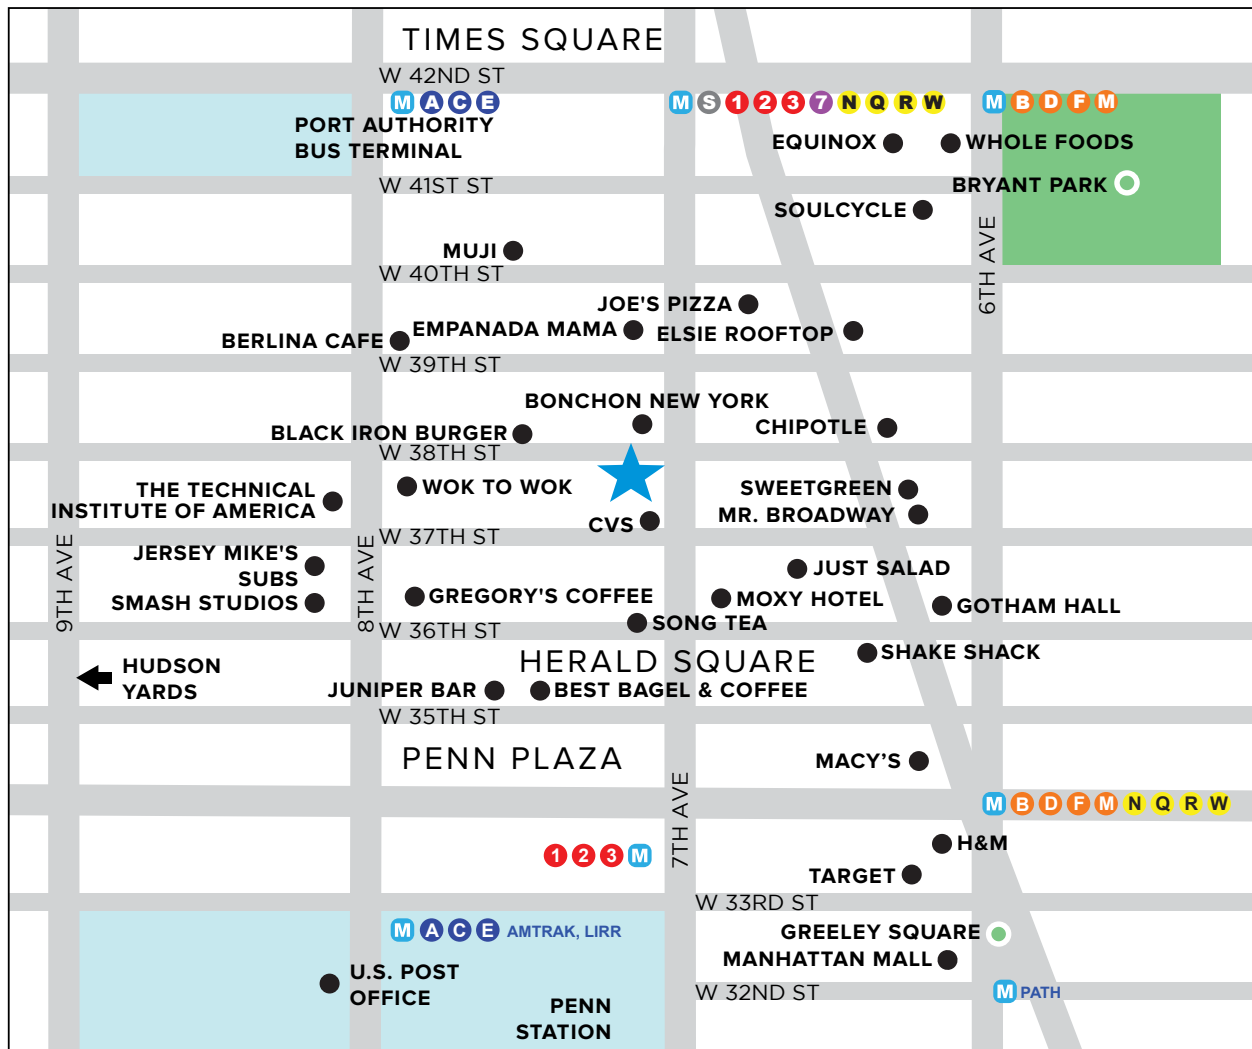 TIMES SQUARE
W 42ND ST
M A C E
M S 1 2 3 7 N Q R W
M B D F M
PORT AUTHORITY
BUS TERMINAL
EQUINOX
WHOLE FOODS
W 41ST ST
BRYANT PARK
SOULCYCLE
MUJI
W 40TH ST
6TH AVE
JOE'S PIZZA
EMPANADA MAMA
ELSIE ROOFTOP
BERLINA CAFE
W 39TH ST
BONCHON NEW YORK
CHIPOTLE
BLACK IRON BURGER
W 38TH ST
WOK TO WOK
SWEETGREEN
THE TECHNICAL
INSTITUTE OF AMERICA
MR. BROADWAY
CVS
W 37TH ST
9TH AVE
8TH AVE
JERSEY MIKE'S
SUBS
JUST SALAD
SMASH STUDIOS
GREGORY'S COFFEE
MOXY HOTEL
GOTHAM HALL
SONG TEA
W 36TH ST
HERALD SQUARE
SHAKE SHACK
HUDSON
YARDS
JUNIPER BAR
BEST BAGEL & COFFEE
W 35TH ST
PENN PLAZA
MACY’S
7TH AVE
M B D F M N Q R W
1 2 3 M
H&M
TARGET
W 33RD ST
M A C E AMTRAK, LIRR
GREELEY SQUARE
MANHATTAN MALL
U.S. POST
OFFICE
W 32ND ST
M PATH
PENN
STATION